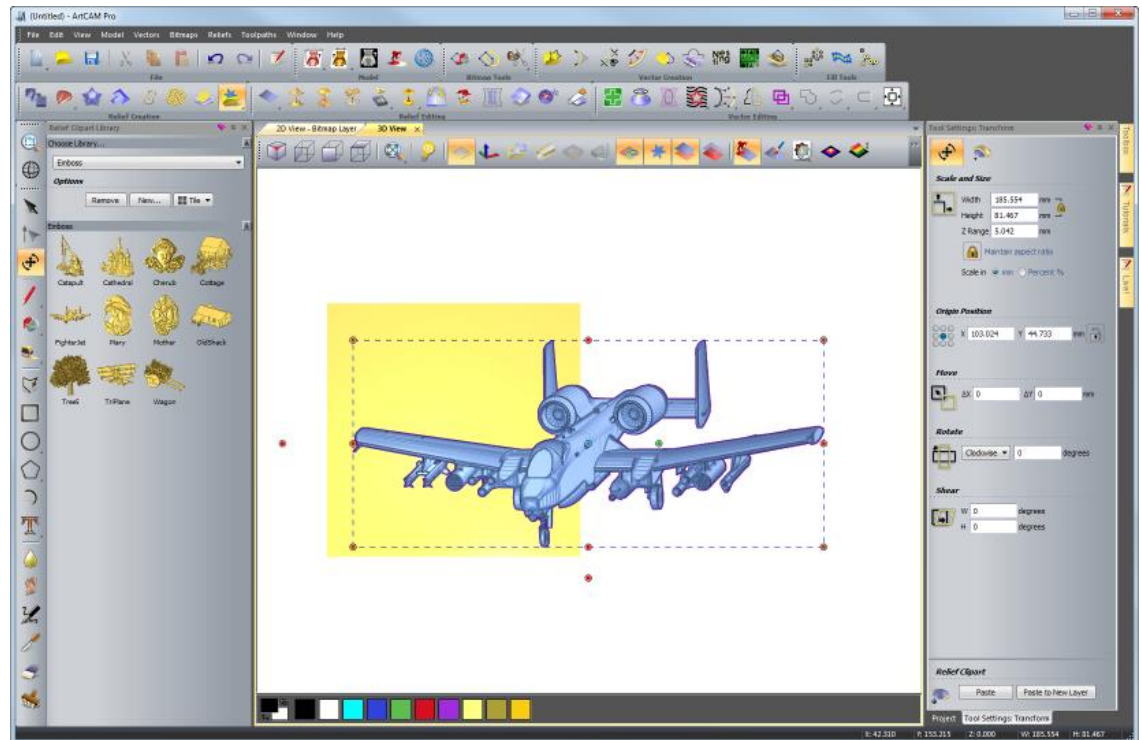 (Untitled) - ArtCAM Pro
File Edit View Model Vectors Bitmaps Reliefs Toolpaths Window Help
File Model Bitmap Tools Vector Creation Fill Tools
Relief Creation Relief Editing Vector Editing
Relief Clipart Library
Choose Library...
Emboss
Options
Remove New... Tile
Emboss
Catapult Cathedral Cherub Cottage
FighterJet Mary Mother OldShack
Tree6 TriPlane Wagon
2D View - Bitmap Layer 3D View
Tool Settings: Transform
Scale and Size
Width 185.554 mm
Height 81.467 mm
Z Range 5.042 mm
Maintain aspect ratio
Scale in mm Percent %
Origin Position
X 103.024 Y 44.733 mm
Move
ΔX 0 ΔY 0 mm
Rotate
Clockwise 0 degrees
Shear
W 0 degrees
H 0 degrees
Relief Clipart
Paste Paste to New Layer
Project Tool Settings: Transform
Toolbox
Tutorials
Live!
X: 42.310 Y: 153.215 Z: 0.000 W: 185.554 H: 81.467